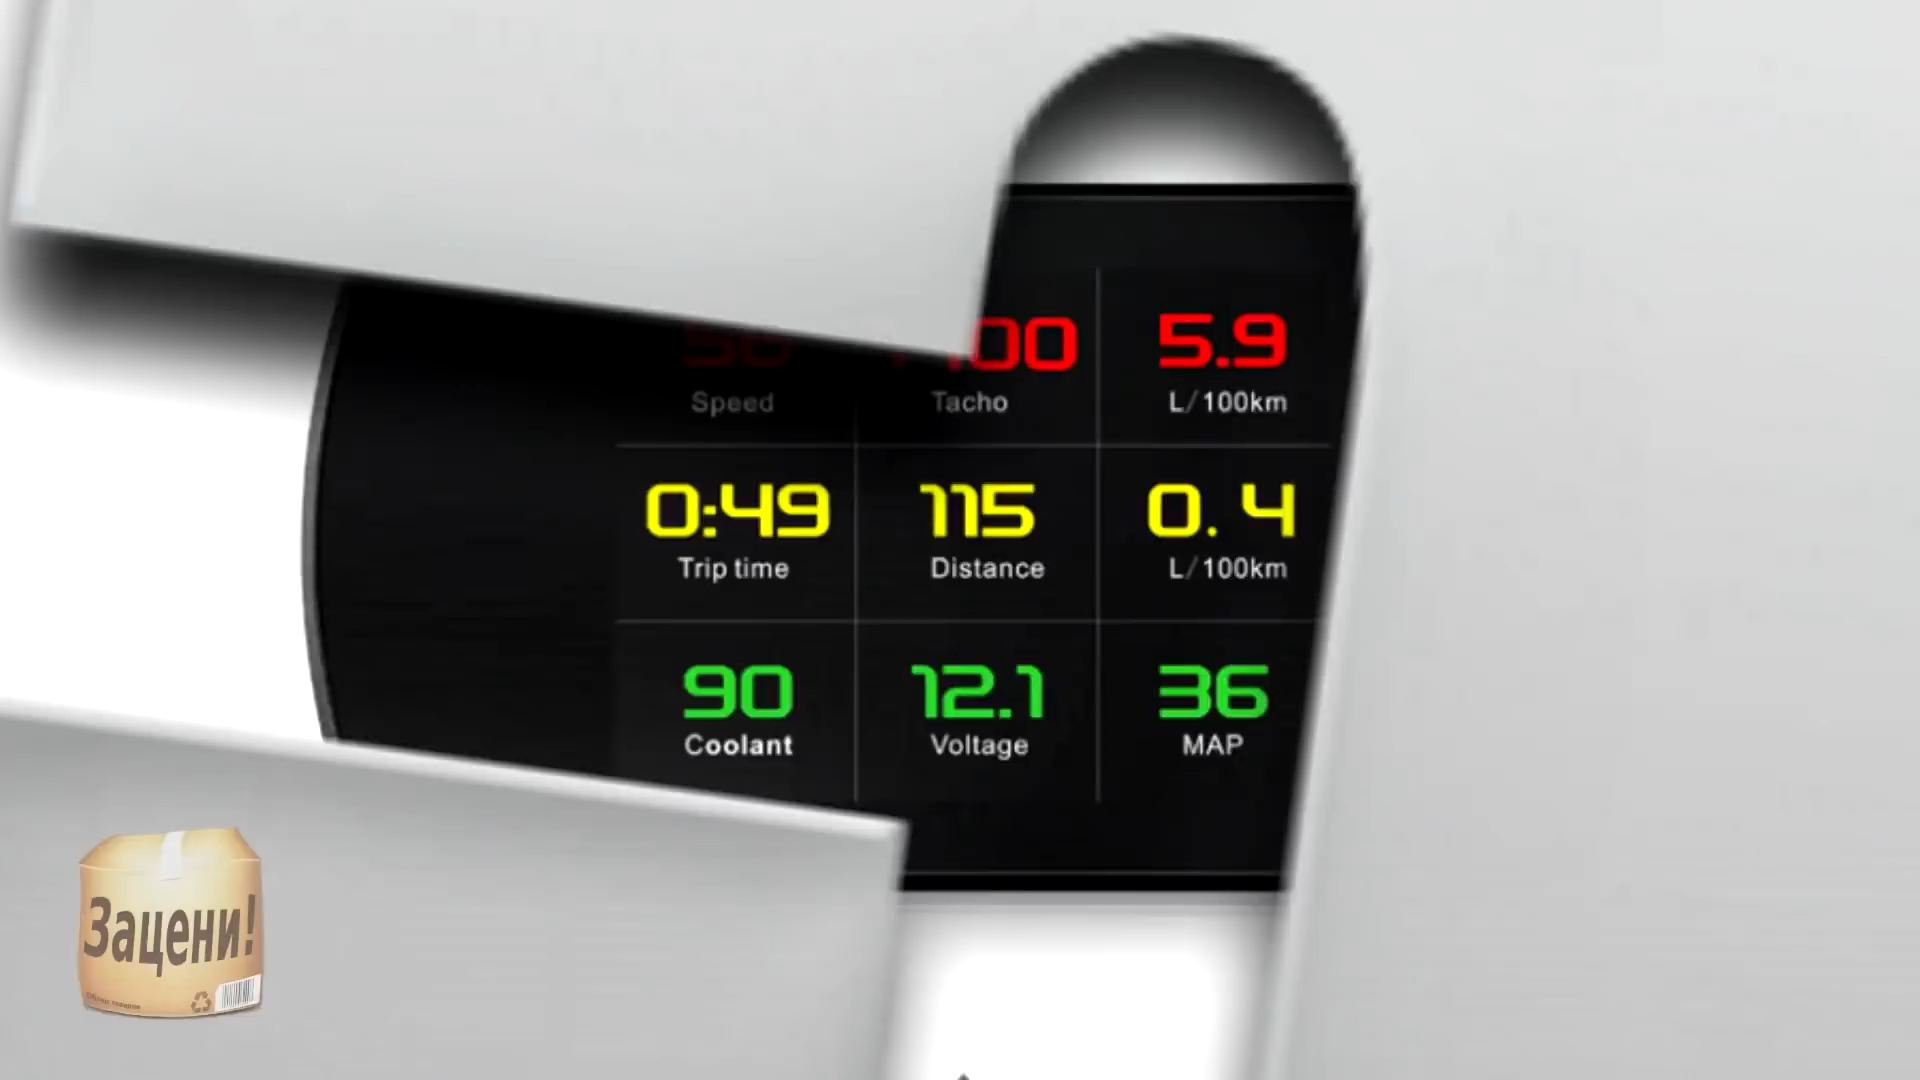 5.9
Speed Tacho L/100km
0:49 115 0. 4
Trip time Distance L/100km
90 12.1 36
Coolant Voltage MAP
Зацени!